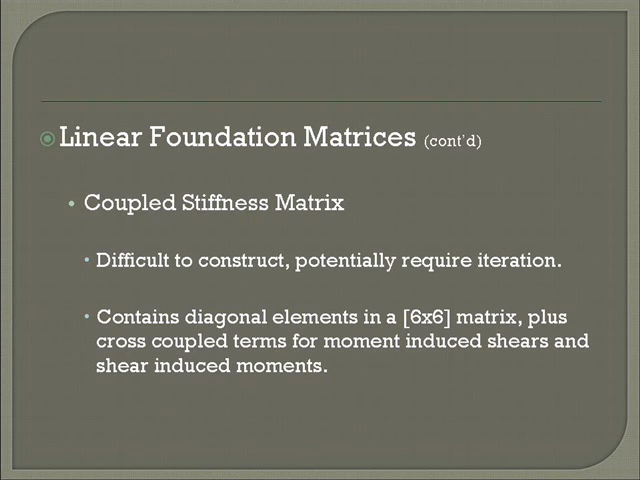 Linear Foundation Matrices (cont'd)
• Coupled Stiffness Matrix
• Difficult to construct, potentially require iteration.
• Contains diagonal elements in a [6x6] matrix, plus
cross coupled terms for moment induced shears and
shear induced moments.